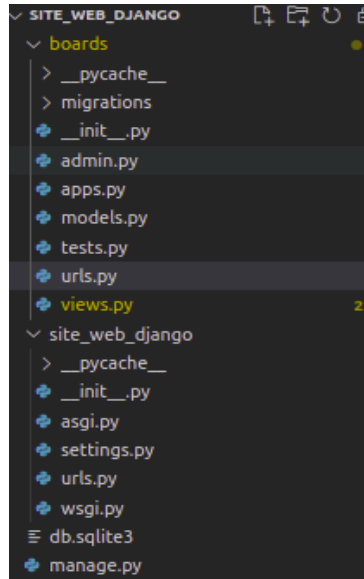 SITE_WEB_DJANGO
boards
__pycache__
migrations
__init__.py
admin.py
apps.py
models.py
tests.py
urls.py
views.py 2
site_web_django
__pycache__
__init__.py
asgi.py
settings.py
urls.py
wsgi.py
db.sqlite3
manage.py